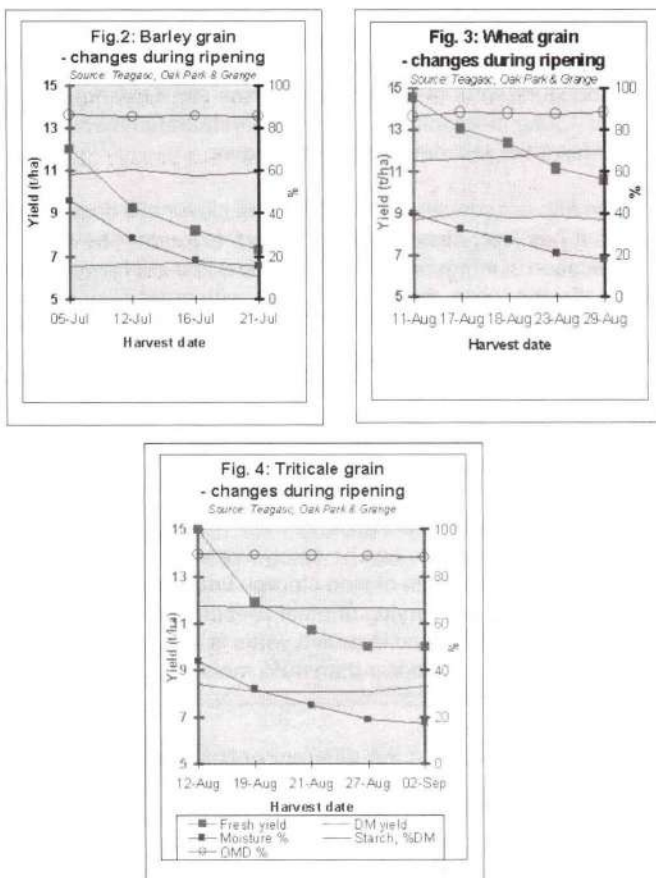 Fig.2: Barley grain
- changes during ripening
Source: Teagasc, Oak Park & Grange
15
13
11
9
7
5
Yield (t/ha)
100
80
60
40
20
0
%
05-Jul 12-Jul 16-Jul 21-Jul
Harvest date
Fig. 3: Wheat grain
- changes during ripening
Source: Teagasc, Oak Park & Grange
15
13
11
9
7
5
Yield (t/ha)
100
80
60
40
20
0
%
11-Aug 17-Aug 18-Aug 23-Aug 29-Aug
Harvest date
Fig. 4: Triticale grain
- changes during ripening
Source: Teagasc, Oak Park & Grange
15
13
11
9
7
5
Yield (t/ha)
100
80
60
40
20
0
%
12-Aug 19-Aug 21-Aug 27-Aug 02-Sep
Harvest date
Fresh yield DM yield
Moisture % Starch, %DM
OMD %